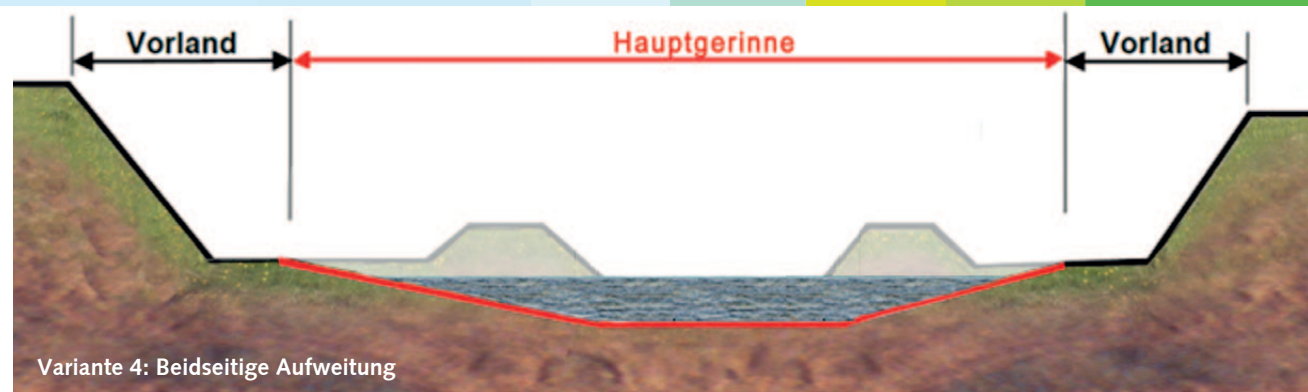 Vorland
Hauptgerinne
Vorland
Variante 4: Beidseitige Aufweitung